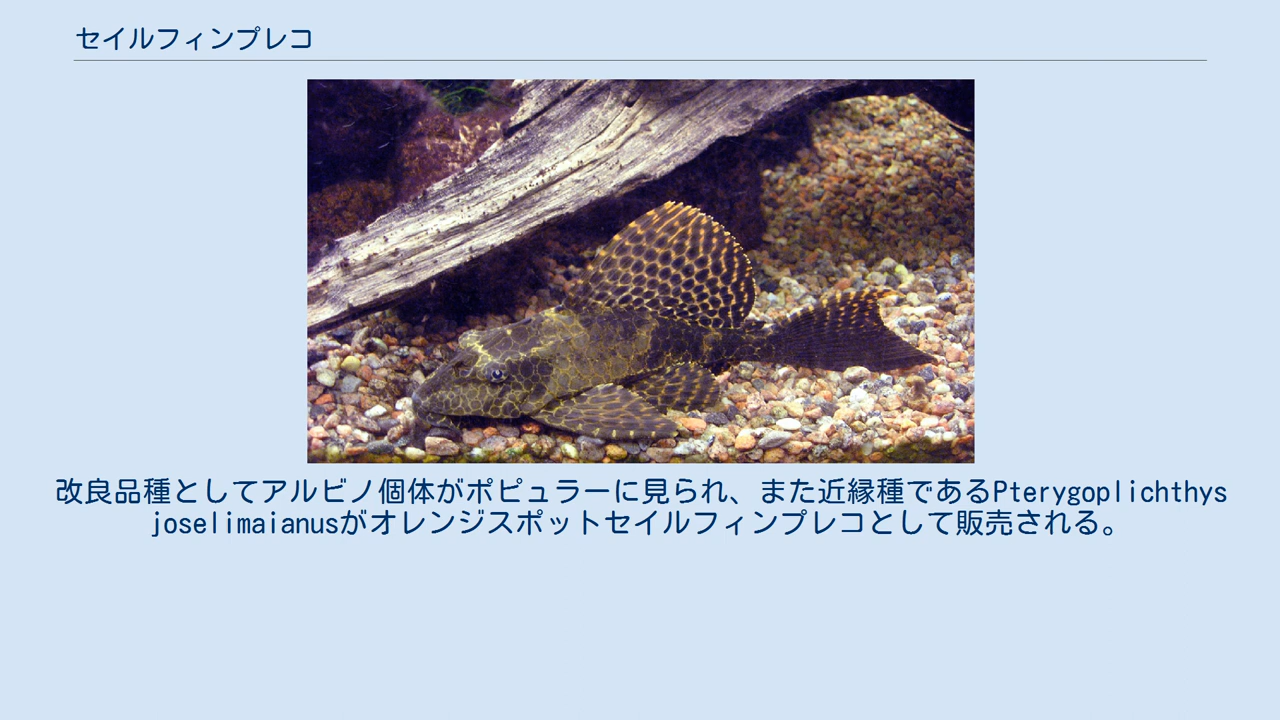 セイルフィンプレコ
改良品種としてアルビノ個体がポピュラーに見られ、また近縁種であるPterygoplichthys
joselimaianusがオレンジスポットセイルフィンプレコとして販売される。